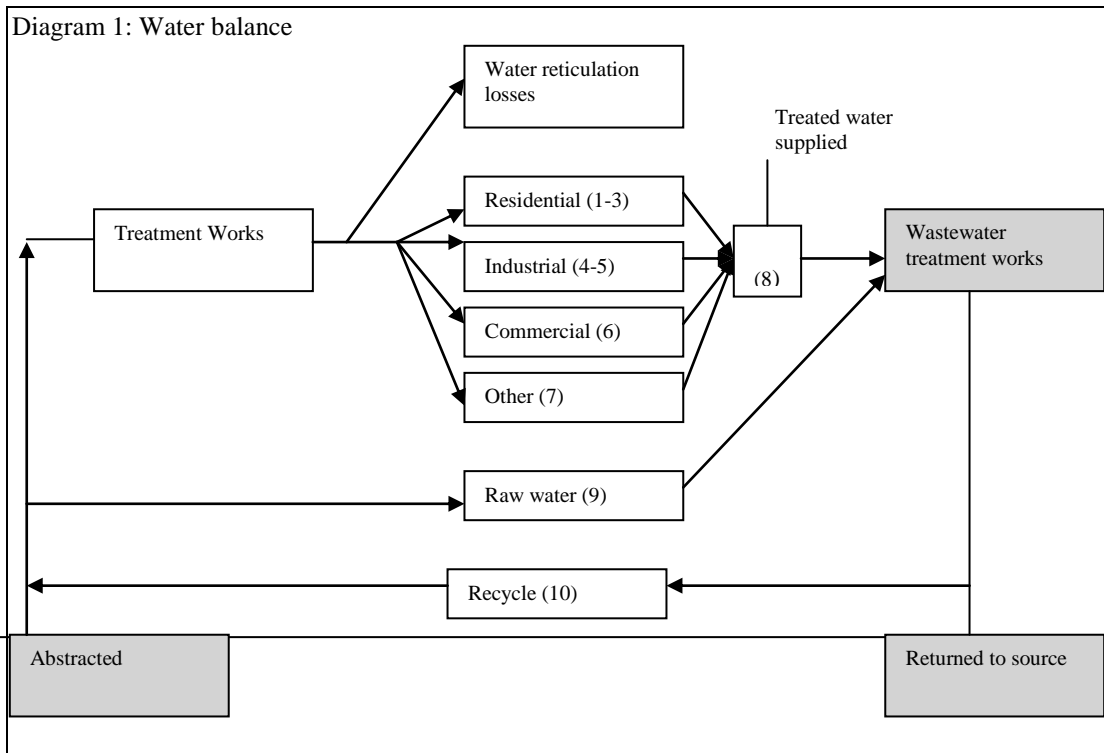 Diagram 1: Water balance
Water reticulation
losses
Treated water
supplied
Treatment Works
Residential (1-3)
Industrial (4-5)
Commercial (6)
Other (7)
(8)
Wastewater
treatment works
Raw water (9)
Recycle (10)
Abstracted
Returned to source